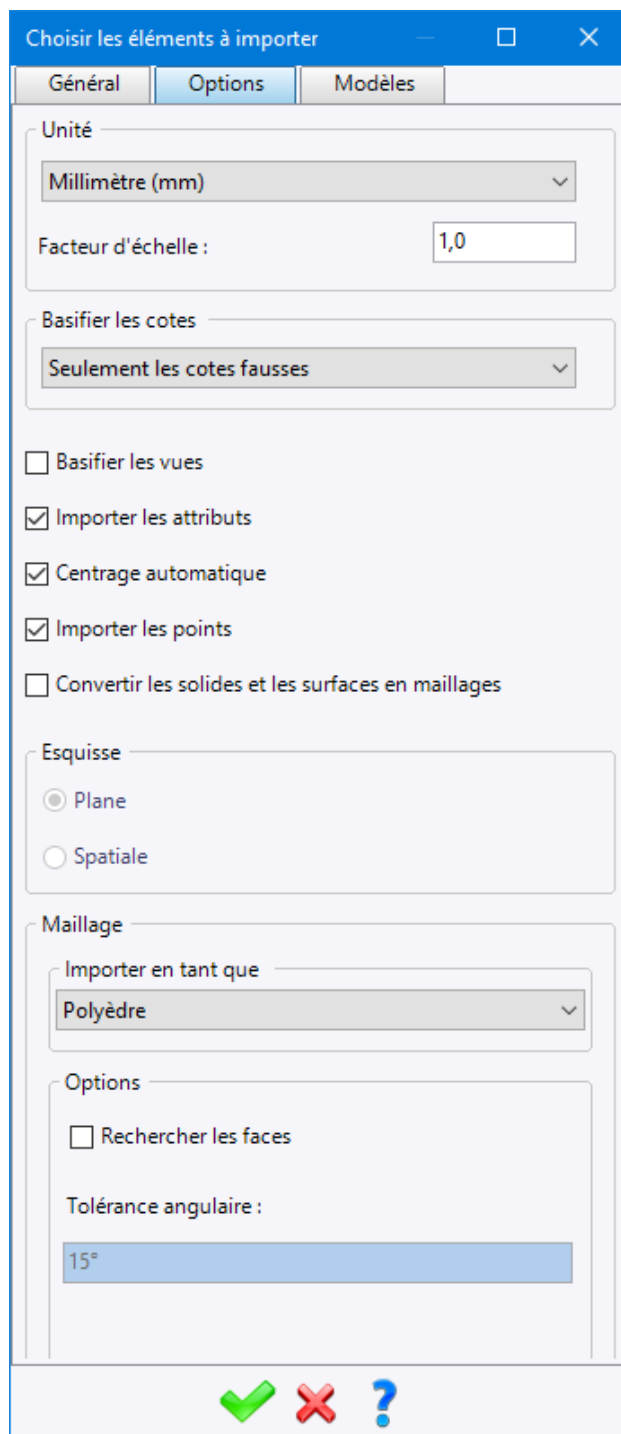 Choisir les éléments à importer
Général Options Modèles
Unité
Millimètre (mm)
Facteur d'échelle : 1,0
Basifier les cotes
Seulement les cotes fausses
Basifier les vues
Importer les attributs
Centrage automatique
Importer les points
Convertir les solides et les surfaces en maillages
Esquisse
Plane
Spatiale
Maillage
Importer en tant que
Polyèdre
Options
Rechercher les faces
Tolérance angulaire :
15°